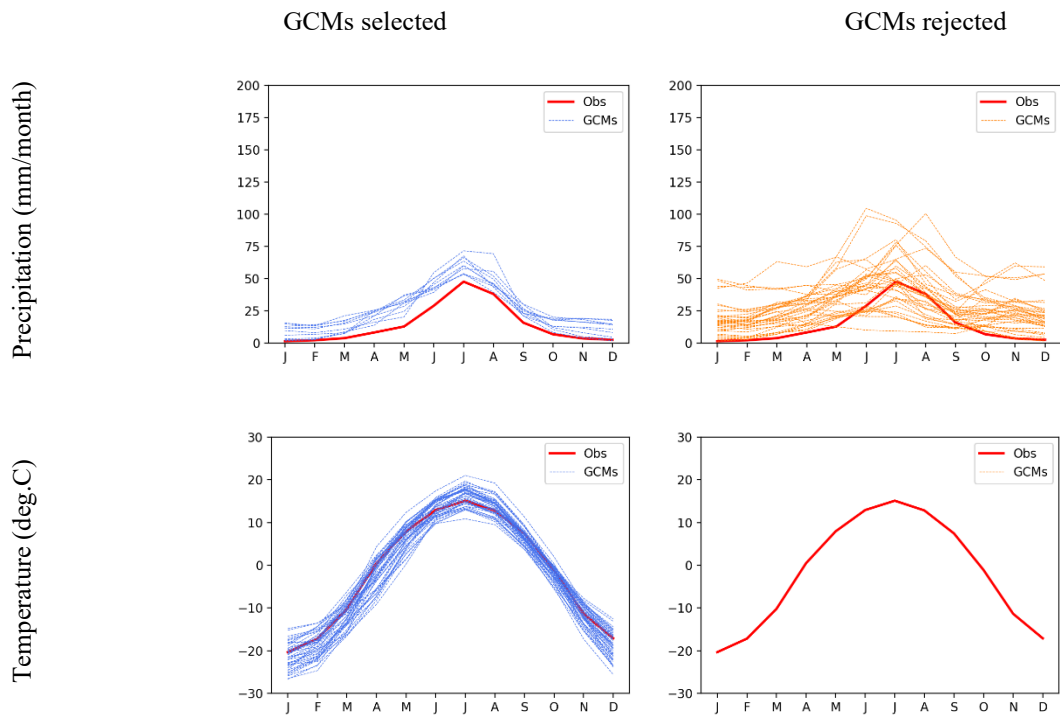 GCMs selected
GCMs rejected
Precipitation (mm/month)
200
175
150
125
100
75
50
25
0
J F M A M J J A S O N D
Obs
GCMs
200
175
150
125
100
75
50
25
0
J F M A M J J A S O N D
Obs
GCMs
Temperature (deg.C)
30
20
10
0
−10
−20
−30
J F M A M J J A S O N D
Obs
GCMs
30
20
10
0
−10
−20
−30
J F M A M J J A S O N D
Obs
GCMs